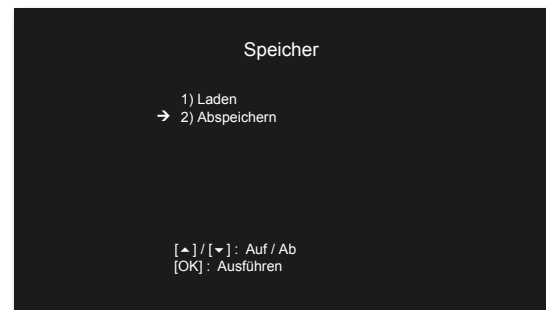 Speicher
1) Laden
➔ 2) Abspeichern
[▲] / [▼] : Auf / Ab
[OK] : Ausführen